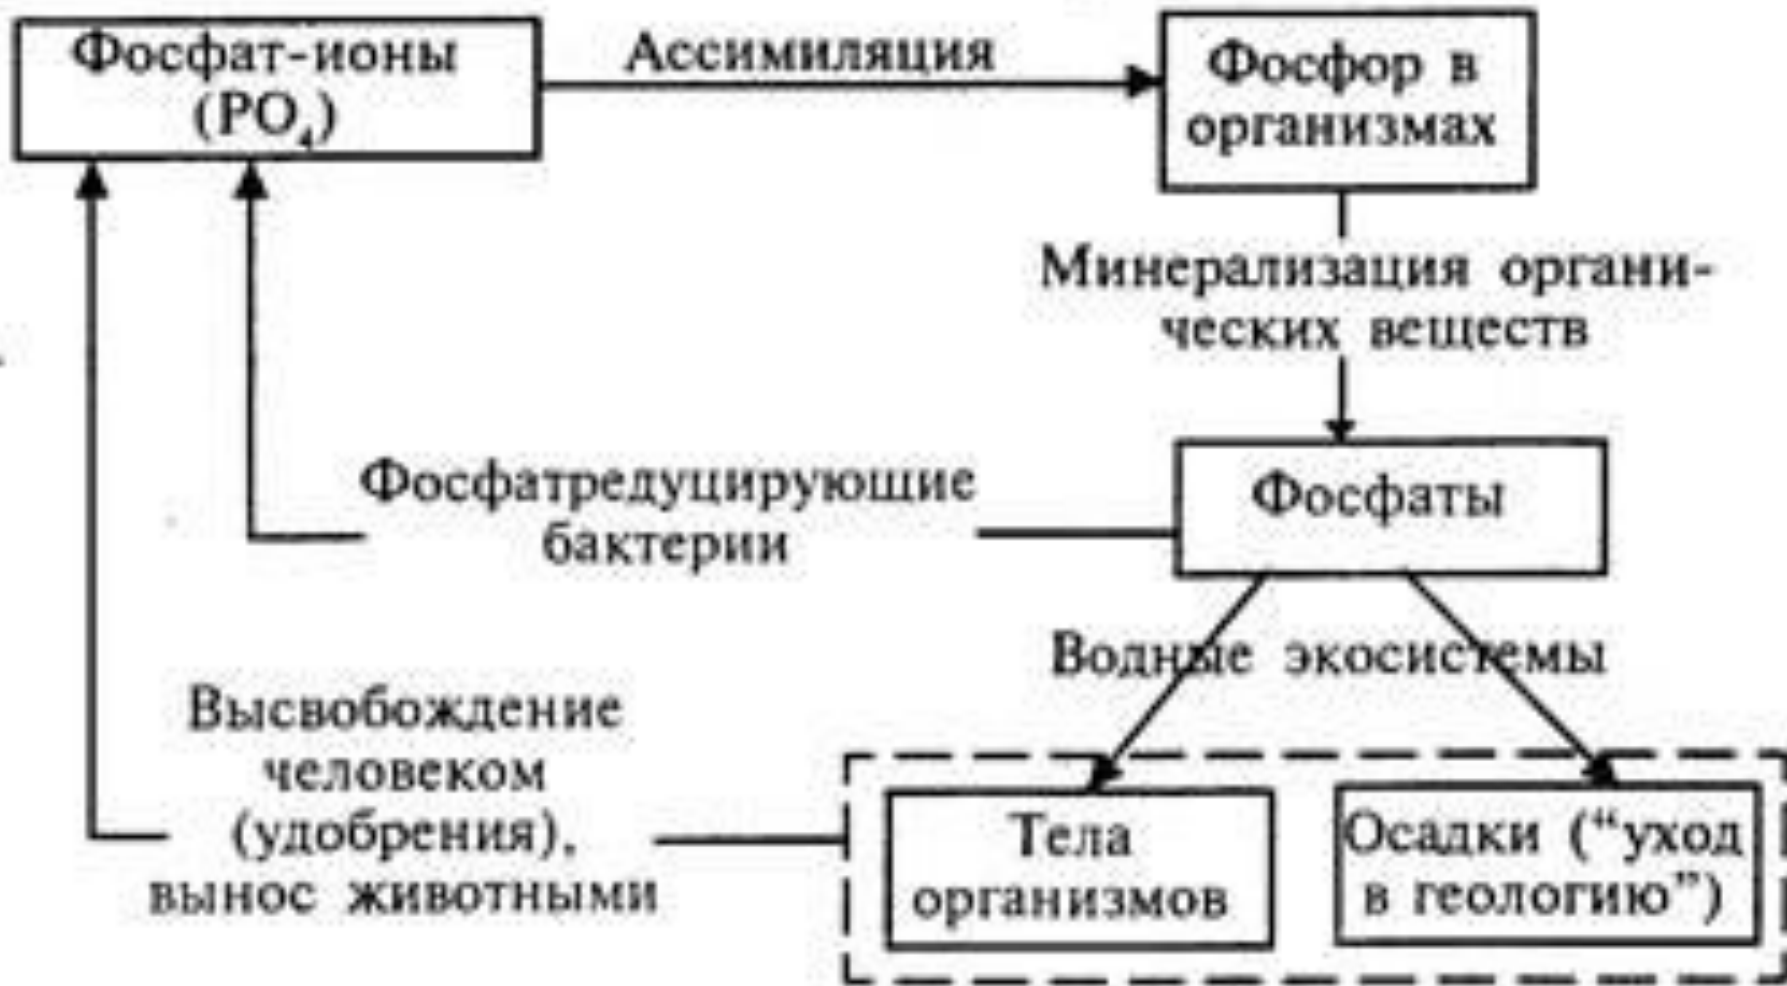 Фосфат-ионы
(PO₄)
Ассимиляция
Фосфор в
организмах
Минерализация органи-
ческих веществ
Фосфатредуцирующие
бактерии
Фосфаты
Водные экосистемы
Высвобождение
человеком
(удобрения),
вынос животными
Тела
организмов
Осадки (“уход
в геологию”)